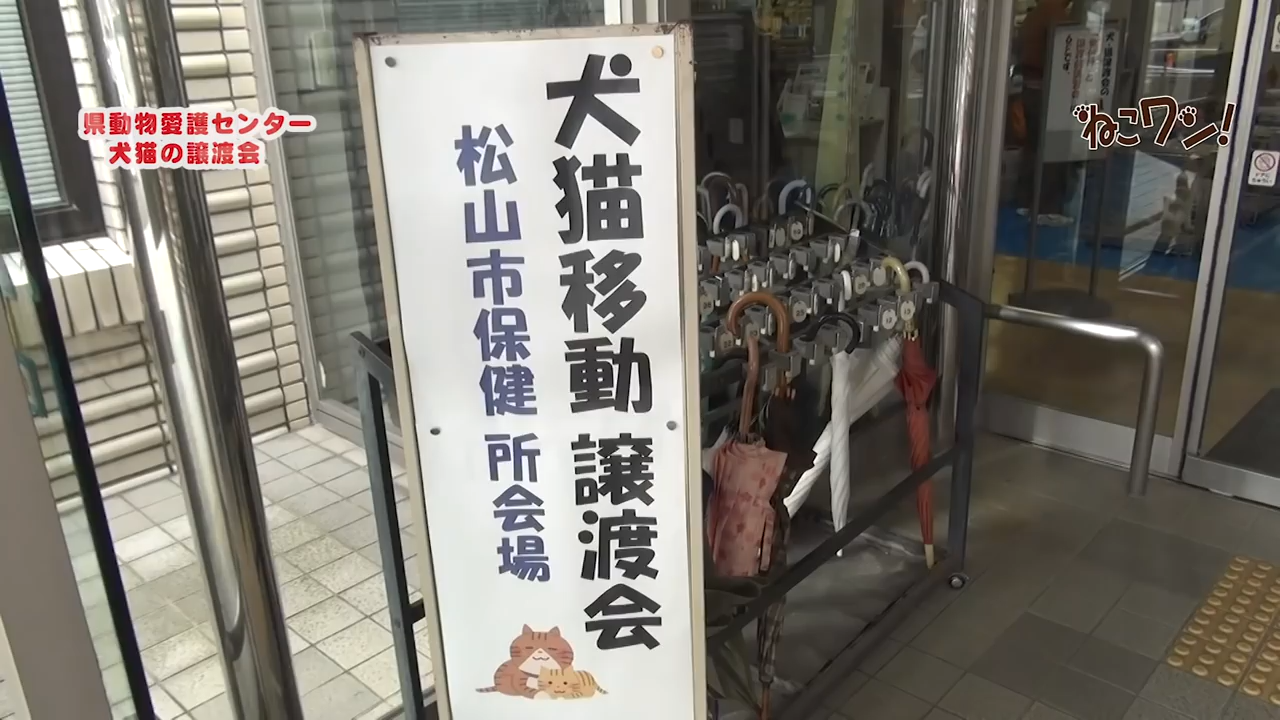 県動物愛護センター
犬猫の譲渡会
ねこワン!
犬猫移動 譲渡会
松山市保健 所会場